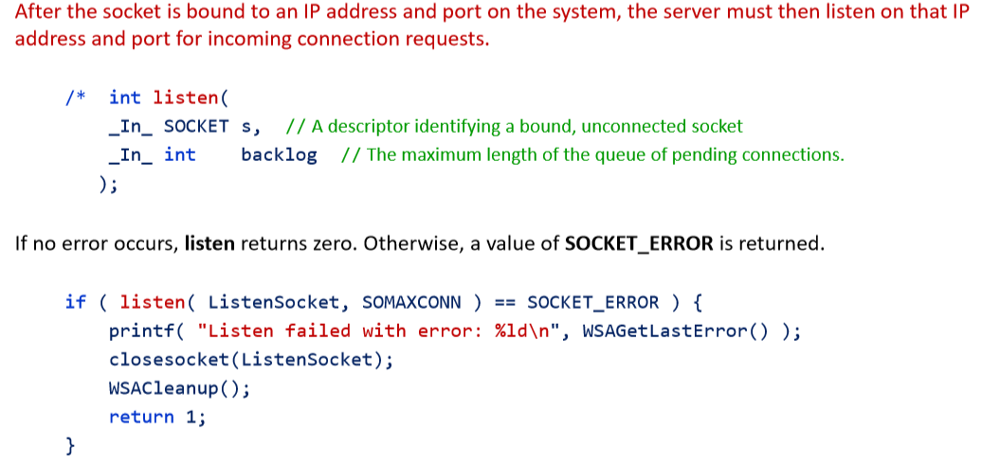 After the socket is bound to an IP address and port on the system, the server must then listen on that IP
address and port for incoming connection requests.
/*  int listen(
_In_ SOCKET s,   // A descriptor identifying a bound, unconnected socket
_In_ int    backlog   // The maximum length of the queue of pending connections.
);
If no error occurs, listen returns zero. Otherwise, a value of SOCKET_ERROR is returned.
if ( listen( ListenSocket, SOMAXCONN ) == SOCKET_ERROR ) {
printf( "Listen failed with error: %ld\n", WSAGetLastError() );
closesocket(ListenSocket);
WSACleanup();
return 1;
}